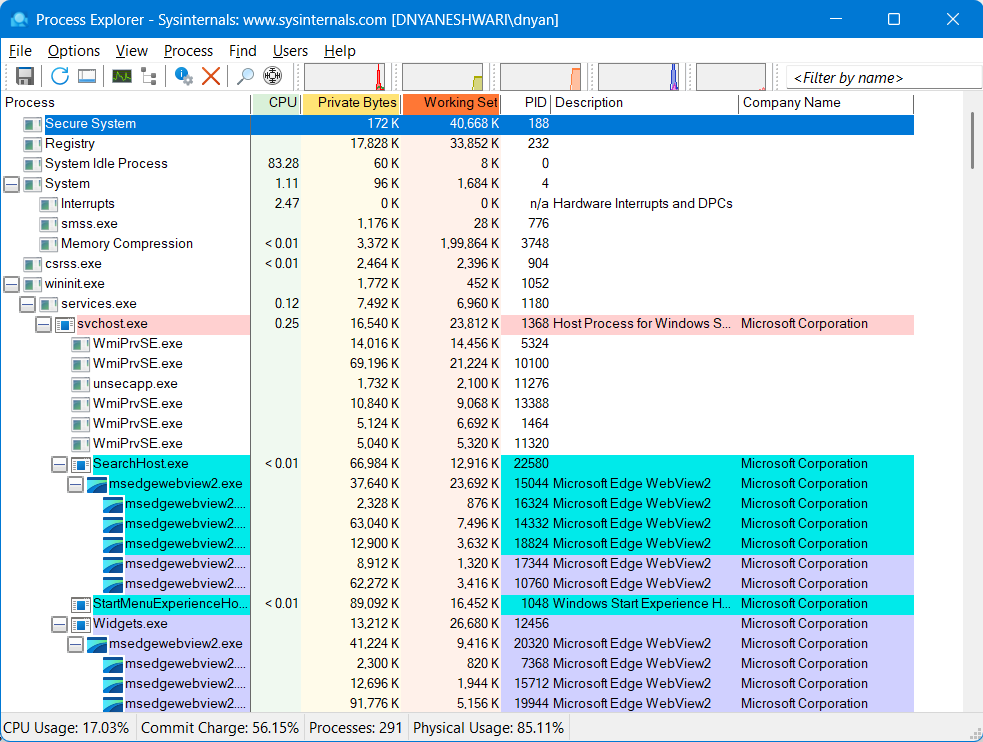 Process Explorer - Sysinternals: www.sysinternals.com [DNYANESHWARI\dnyan]
File Options View Process Find Users Help
<Filter by name>
Process CPU Private Bytes Working Set PID Description Company Name
Secure System 172 K 40,668 K 188
Registry 17,828 K 33,852 K 232
System Idle Process 83.28 60 K 8 K 0
System 1.11 96 K 1,684 K 4
Interrupts 2.47 0 K 0 K n/a Hardware Interrupts and DPCs
smss.exe 1,176 K 28 K 776
Memory Compression < 0.01 3,372 K 1,99,864 K 3748
csrss.exe < 0.01 2,464 K 2,396 K 904
wininit.exe 1,772 K 452 K 1052
services.exe 0.12 7,492 K 6,960 K 1180
svchost.exe 0.25 16,540 K 23,812 K 1368 Host Process for Windows S... Microsoft Corporation
WmiPrvSE.exe 14,016 K 14,456 K 5324
WmiPrvSE.exe 69,196 K 21,224 K 10100
unsecapp.exe 1,732 K 2,100 K 11276
WmiPrvSE.exe 10,840 K 9,068 K 13388
WmiPrvSE.exe 5,124 K 6,692 K 1464
WmiPrvSE.exe 5,040 K 5,320 K 11320
SearchHost.exe < 0.01 66,984 K 12,916 K 22580 Microsoft Corporation
msedgewebview2.exe 37,640 K 23,692 K 15044 Microsoft Edge WebView2 Microsoft Corporation
msedgewebview2.... 2,328 K 876 K 16324 Microsoft Edge WebView2 Microsoft Corporation
msedgewebview2.... 63,040 K 7,496 K 14332 Microsoft Edge WebView2 Microsoft Corporation
msedgewebview2.... 12,900 K 3,632 K 18824 Microsoft Edge WebView2 Microsoft Corporation
msedgewebview2.... 8,912 K 1,320 K 17344 Microsoft Edge WebView2 Microsoft Corporation
msedgewebview2.... 62,272 K 3,416 K 10760 Microsoft Edge WebView2 Microsoft Corporation
StartMenuExperienceHo... < 0.01 89,092 K 16,452 K 1048 Windows Start Experience H... Microsoft Corporation
Widgets.exe 13,212 K 26,680 K 12456 Microsoft Corporation
msedgewebview2.exe 41,224 K 9,416 K 20320 Microsoft Edge WebView2 Microsoft Corporation
msedgewebview2.... 2,300 K 820 K 7368 Microsoft Edge WebView2 Microsoft Corporation
msedgewebview2.... 12,696 K 1,944 K 15712 Microsoft Edge WebView2 Microsoft Corporation
msedgewebview2.... 91,776 K 5,156 K 19944 Microsoft Edge WebView2 Microsoft Corporation
CPU Usage: 17.03% Commit Charge: 56.15% Processes: 291 Physical Usage: 85.11%